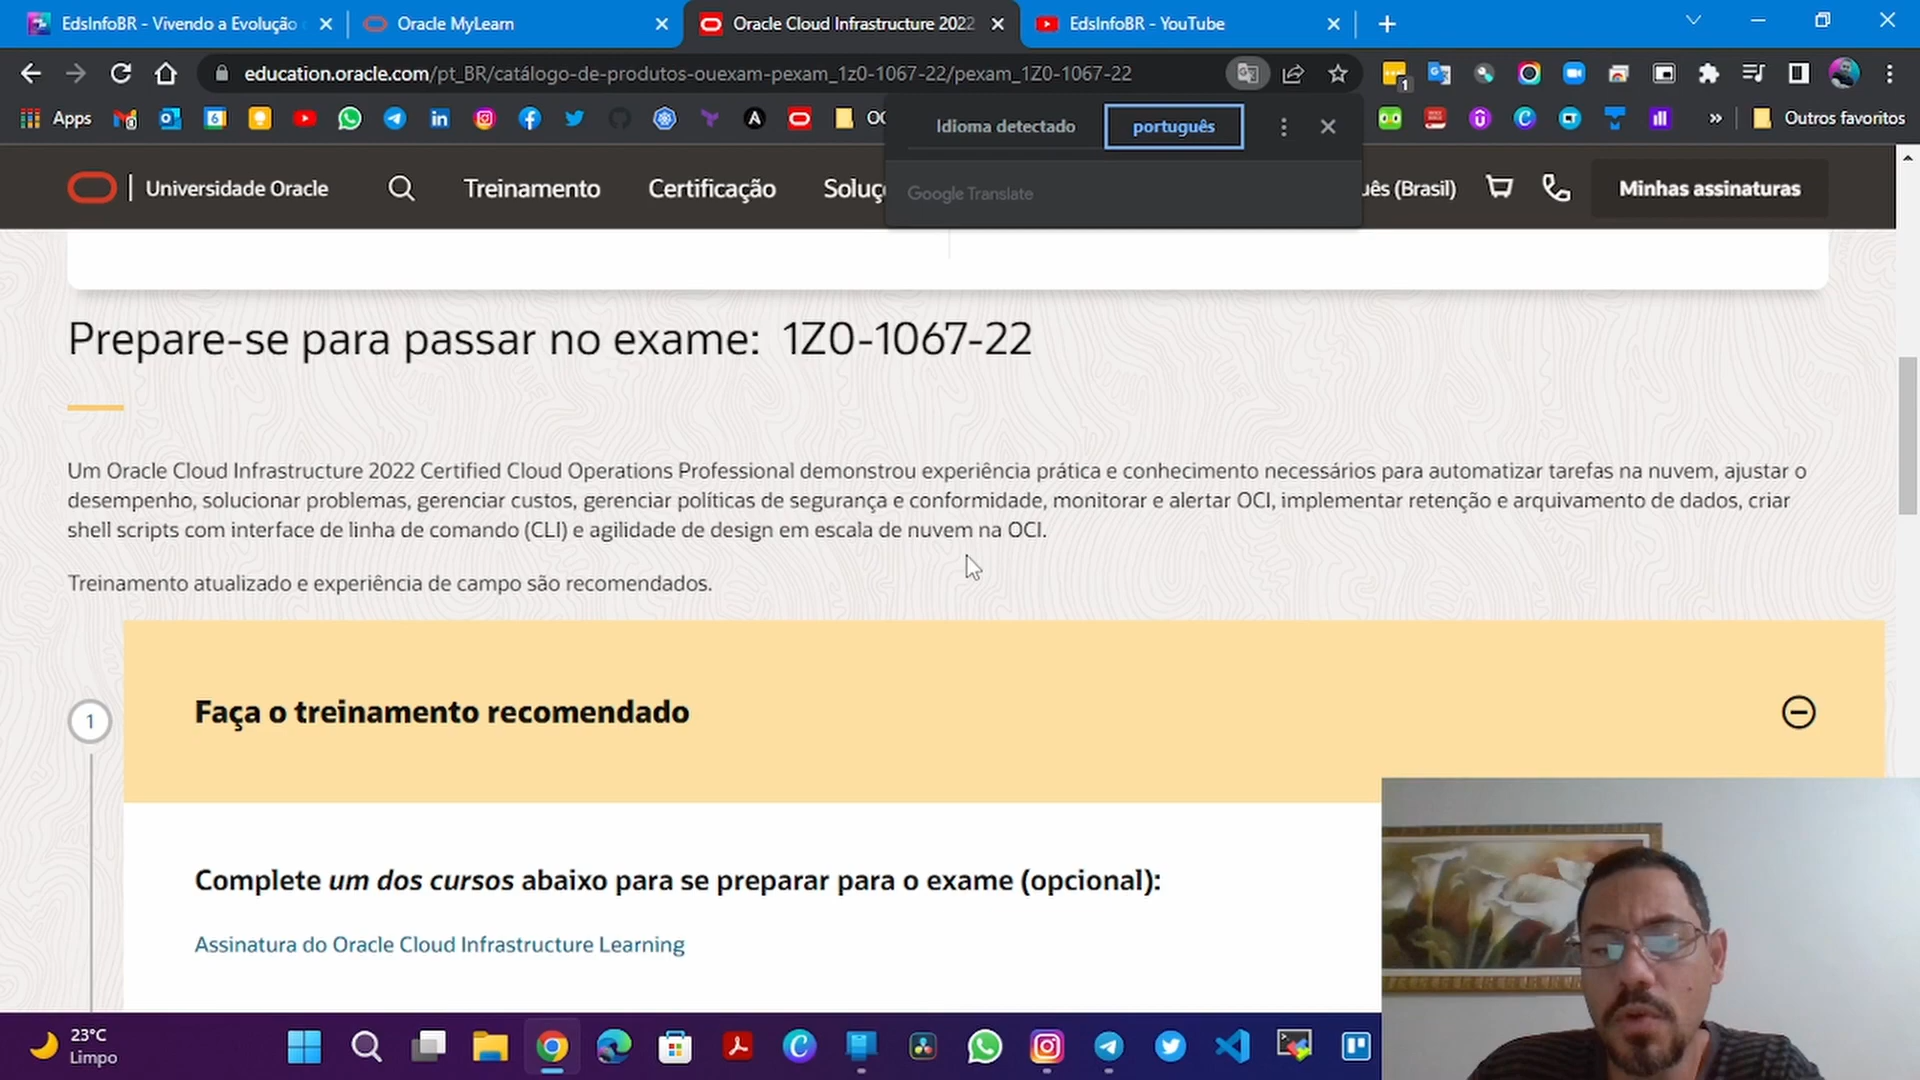 EdsInfoBR - Vivendo a Evolução
Oracle MyLearn
Oracle Cloud Infrastructure 2022
EdsInfoBR - YouTube
education.oracle.com/pt_BR/catálogo-de-produtos-ouexam-pexam_1z0-1067-22/pexam_1Z0-1067-22
1
Apps
6
Outros favoritos
Idioma detectado
português
Google Translate
Universidade Oracle
Treinamento
Certificação
Minhas assinaturas
(Brasil)
Prepare-se para passar no exame: 1Z0-1067-22
Um Oracle Cloud Infrastructure 2022 Certified Cloud Operations Professional demonstrou experiência prática e conhecimento necessários para automatizar tarefas na nuvem, ajustar o
desempenho, solucionar problemas, gerenciar custos, gerenciar políticas de segurança e conformidade, monitorar e alertar OCI, implementar retenção e arquivamento de dados, criar
shell scripts com interface de linha de comando (CLI) e agilidade de design em escala de nuvem na OCI.
Treinamento atualizado e experiência de campo são recomendados.
1
Faça o treinamento recomendado
Complete um dos cursos abaixo para se preparar para o exame (opcional):
Assinatura do Oracle Cloud Infrastructure Learning
23°C
Limpo